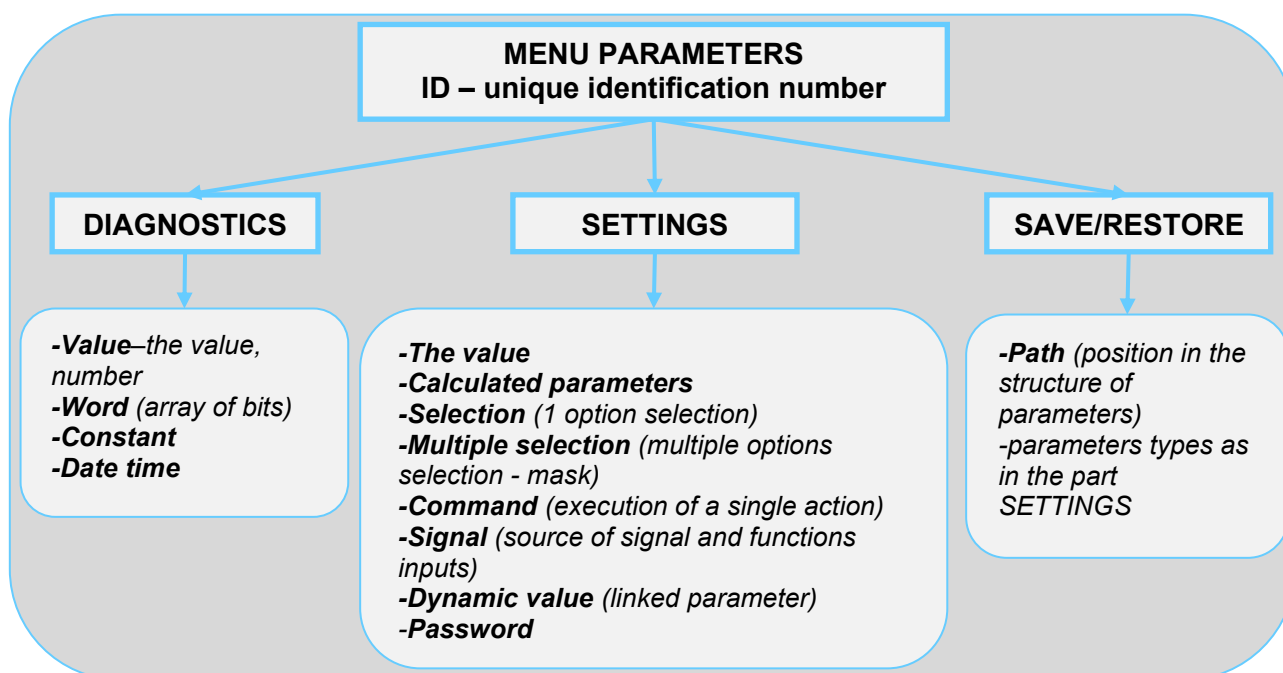 MENU PARAMETERS
ID – unique identification number
DIAGNOSTICS
SETTINGS
SAVE/RESTORE
-Value–the value,
number
-Word (array of bits)
-Constant
-Date time
-The value
-Calculated parameters
-Selection (1 option selection)
-Multiple selection (multiple options
selection - mask)
-Command (execution of a single action)
-Signal (source of signal and functions
inputs)
-Dynamic value (linked parameter)
-Password
-Path (position in the
structure of
parameters)
-parameters types as
in the part
SETTINGS